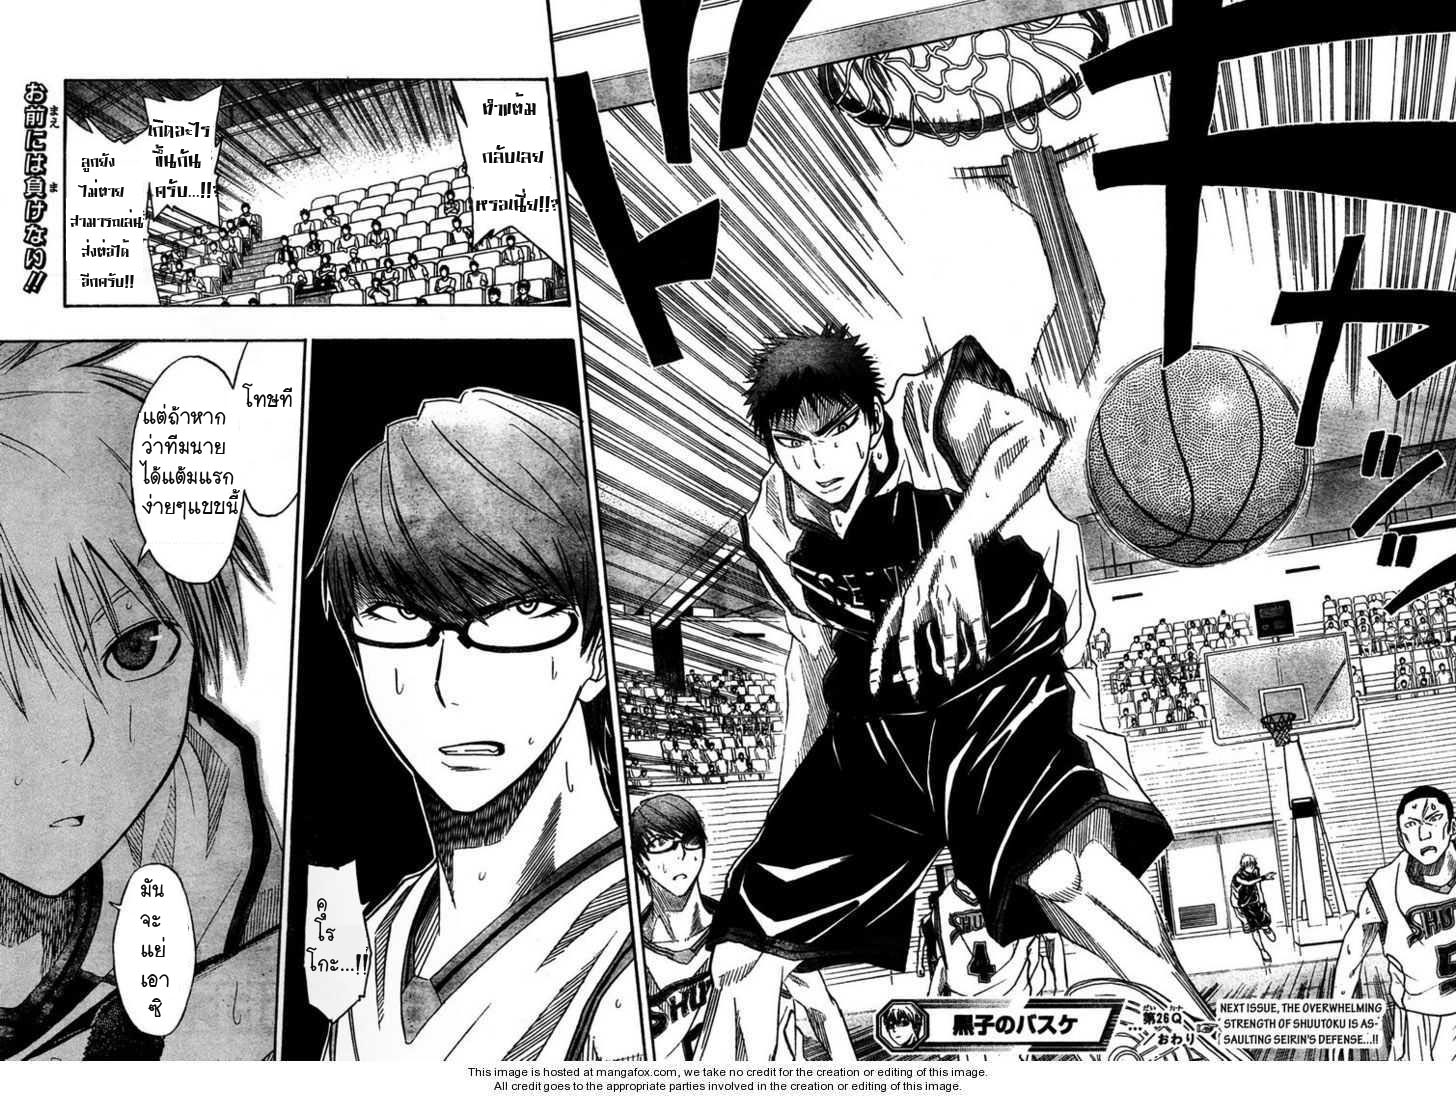 ทำแต้ม
กลับเลย
หรอเนี่ย!!?
เกิดอะไร
ขึ้นกัน
ครับ...!!?
ลูกยัง
ไม่ตาย
สามารถเล่น
ส่งต่อได้
อีกครับ!!
お前には負けない!!
まえ
ま
SHU
4
SHU
5
คุ
โร
โกะ...!!
โทษที
แต่ถ้าหาก
ว่าทีมนาย
ได้แต้มแรก
ง่ายๆแบบนี้
มัน
จะ
แย่
เอา
ซิ
黒子のバスケ
だい
第26Q
おわり
NEXT ISSUE, THE OVERWHELMING
STRENGTH OF SHUUTOKU IS AS-
SAULTING SEIRIN'S DEFENSE...!!
This image is hosted at mangafox.com, we take no credit for the creation or editing of this image.
All credit goes to the appropriate parties involved in the creation or editing of this image.